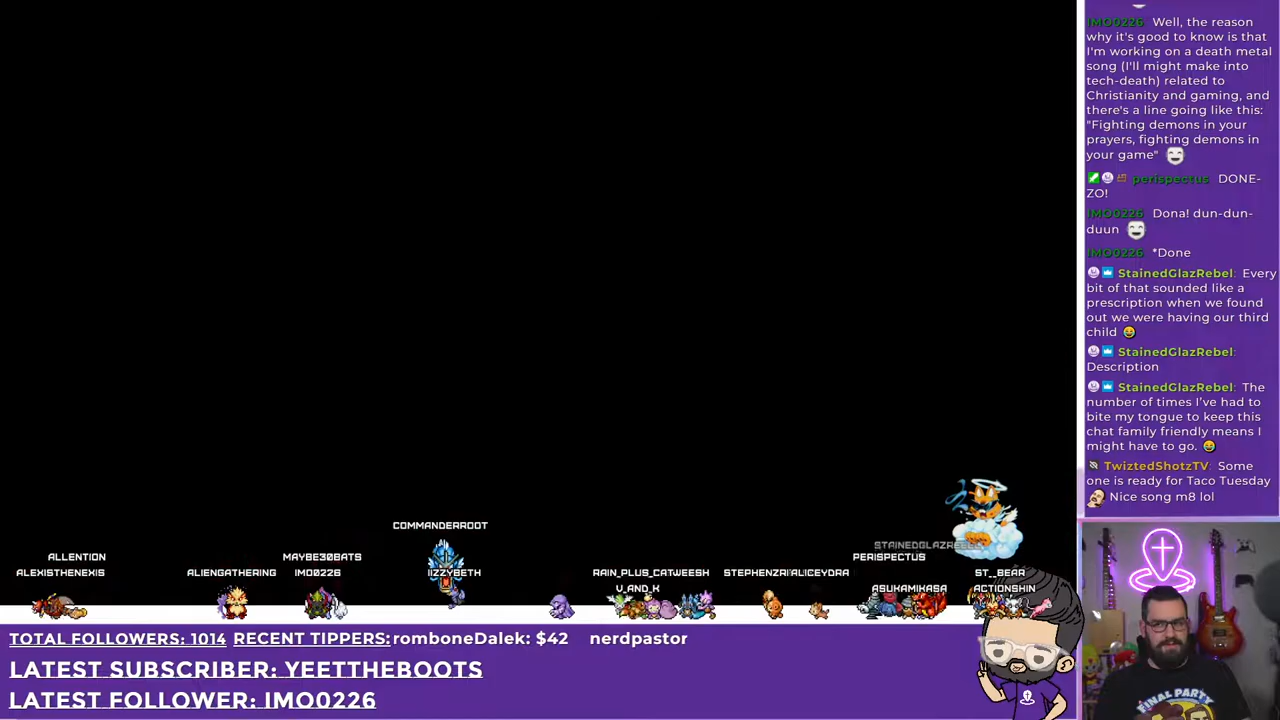 IMO0226 Well, the reason
why it's good to know is that
I'm working on a death metal
song (I'll might make into
tech-death) related to
Christianity and gaming, and
there's a line going like this:
"Fighting demons in your
prayers, fighting demons in
your game"
perispectus DONE-
ZO!
IMO0226 Dona! dun-dun-
duun
IMO0226 *Done
StainedGlazRebel: Every
bit of that sounded like a
prescription when we found
out we were having our third
child
StainedGlazRebel:
Description
StainedGlazRebel: The
number of times I've had to
bite my tongue to keep this
chat family friendly means I
might have to go.
TwiztedShotzTV: Some
one is ready for Taco Tuesday
Nice song m8 lol
COMMANDERROOT
STAINEDGLAZREBEL
ALLENTION
MAYBE30BATS
PERISPECTUS
ALEXISTHENEXIS
ALIENGATHERING
IMO0226
IIZZYBETH
RAIN_PLUS_CATWEESH
ALICEYDRA
ST__BEAR
V_AND_K
ASUKAMIKASA
ACTIONSHIN
TOTAL FOLLOWERS: 1014 RECENT TIPPERS: romboneDalek: $42 nerdpastor
LATEST SUBSCRIBER: YEETTHEBOOTS
LATEST FOLLOWER: IMO0226
FINAL PARTY